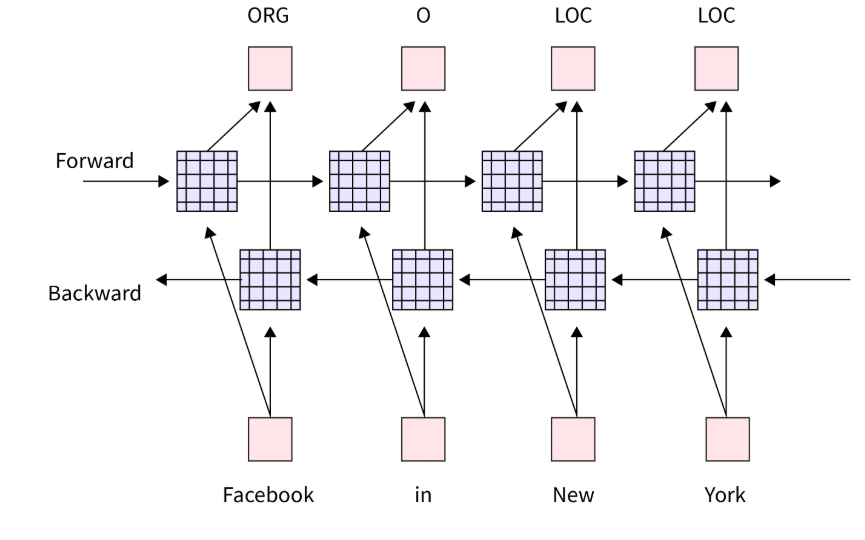 ORG O LOC LOC
Forward
Backward
Facebook in New York